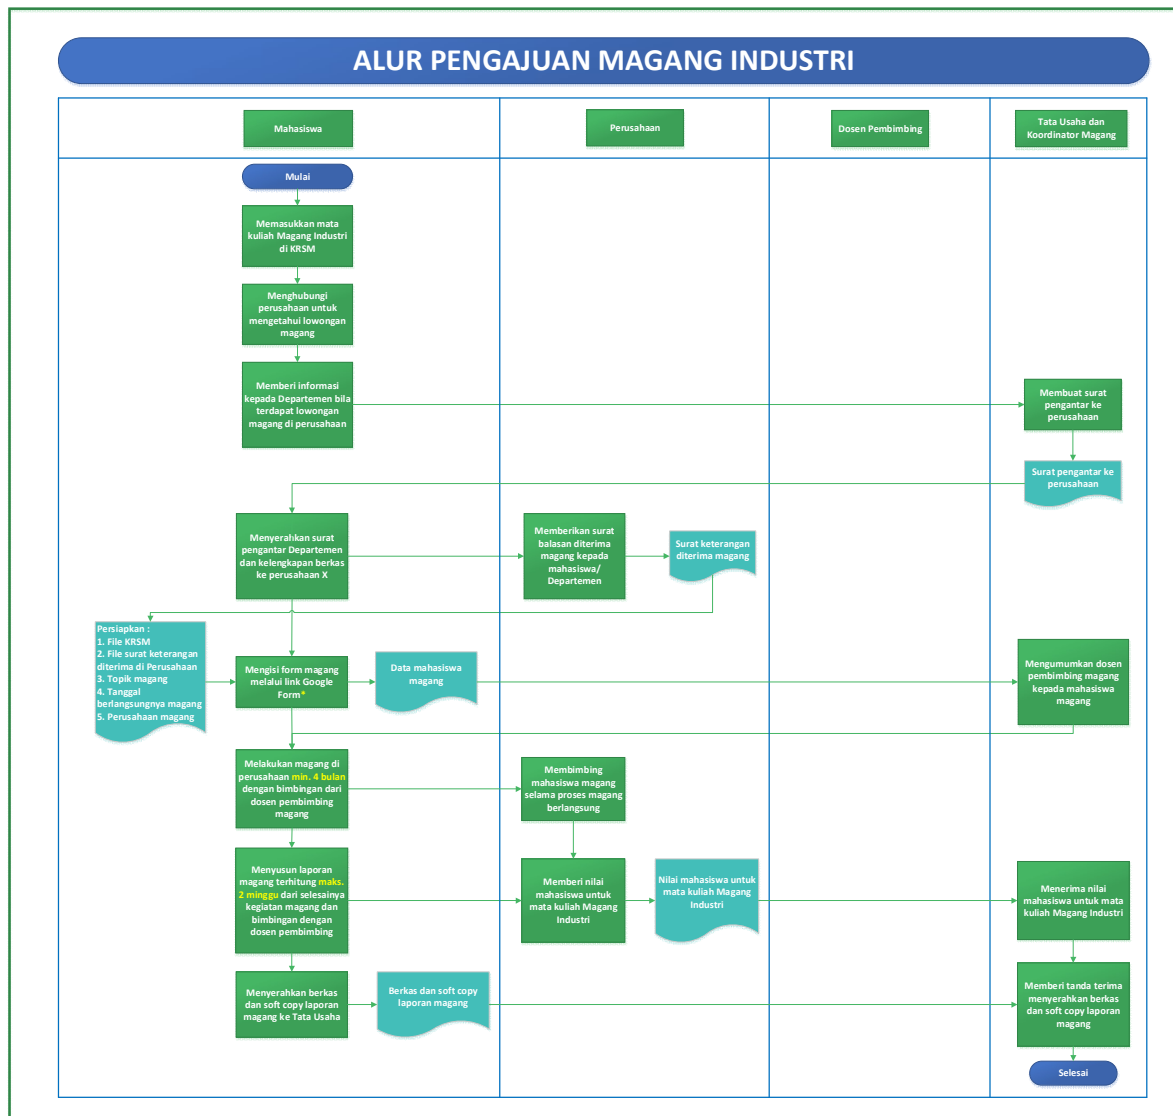 ALUR PENGAJUAN MAGANG INDUSTRI
Mahasiswa
Perusahaan
Dosen Pembimbing
Tata Usaha dan
Koordinator Magang
Mulai
Memasukkan mata
kuliah Magang Industri
di KRSM
Menghubungi
perusahaan untuk
mengetahui lowongan
magang
Memberi informasi
kepada Departemen bila
terdapat lowongan
magang di perusahaan
Membuat surat
pengantar ke
perusahaan
Surat pengantar ke
perusahaan
Menyerahkan surat
pengantar Departemen
dan kelengkapan berkas
ke perusahaan X
Memberikan surat
balasan diterima
magang kepada
mahasiswa/
Departemen
Surat keterangan
diterima magang
Persiapkan :
1. File KRSM
2. File surat keterangan
diterima di Perusahaan
3. Topik magang
4. Tanggal
berlangsungnya magang
5. Perusahaan magang
Mengisi form magang
melalui link Google
Form*
Data mahasiswa
magang
Mengumumkan dosen
pembimbing magang
kepada mahasiswa
magang
Melakukan magang di
perusahaan min. 4 bulan
dengan bimbingan dari
dosen pembimbing
magang
Membimbing
mahasiswa magang
selama proses magang
berlangsung
Menyusun laporan
magang terhitung maks.
2 minggu dari selesainya
kegiatan magang dan
bimbingan dengan
dosen pembimbing
Memberi nilai
mahasiswa untuk
mata kuliah Magang
Industri
Nilai mahasiswa untuk
mata kuliah Magang
Industri
Menerima nilai
mahasiswa untuk mata
kuliah Magang Industri
Menyerahkan berkas
dan soft copy laporan
magang ke Tata Usaha
Berkas dan soft copy
laporan magang
Memberi tanda terima
menyerahkan berkas
dan soft copy laporan
magang
Selesai